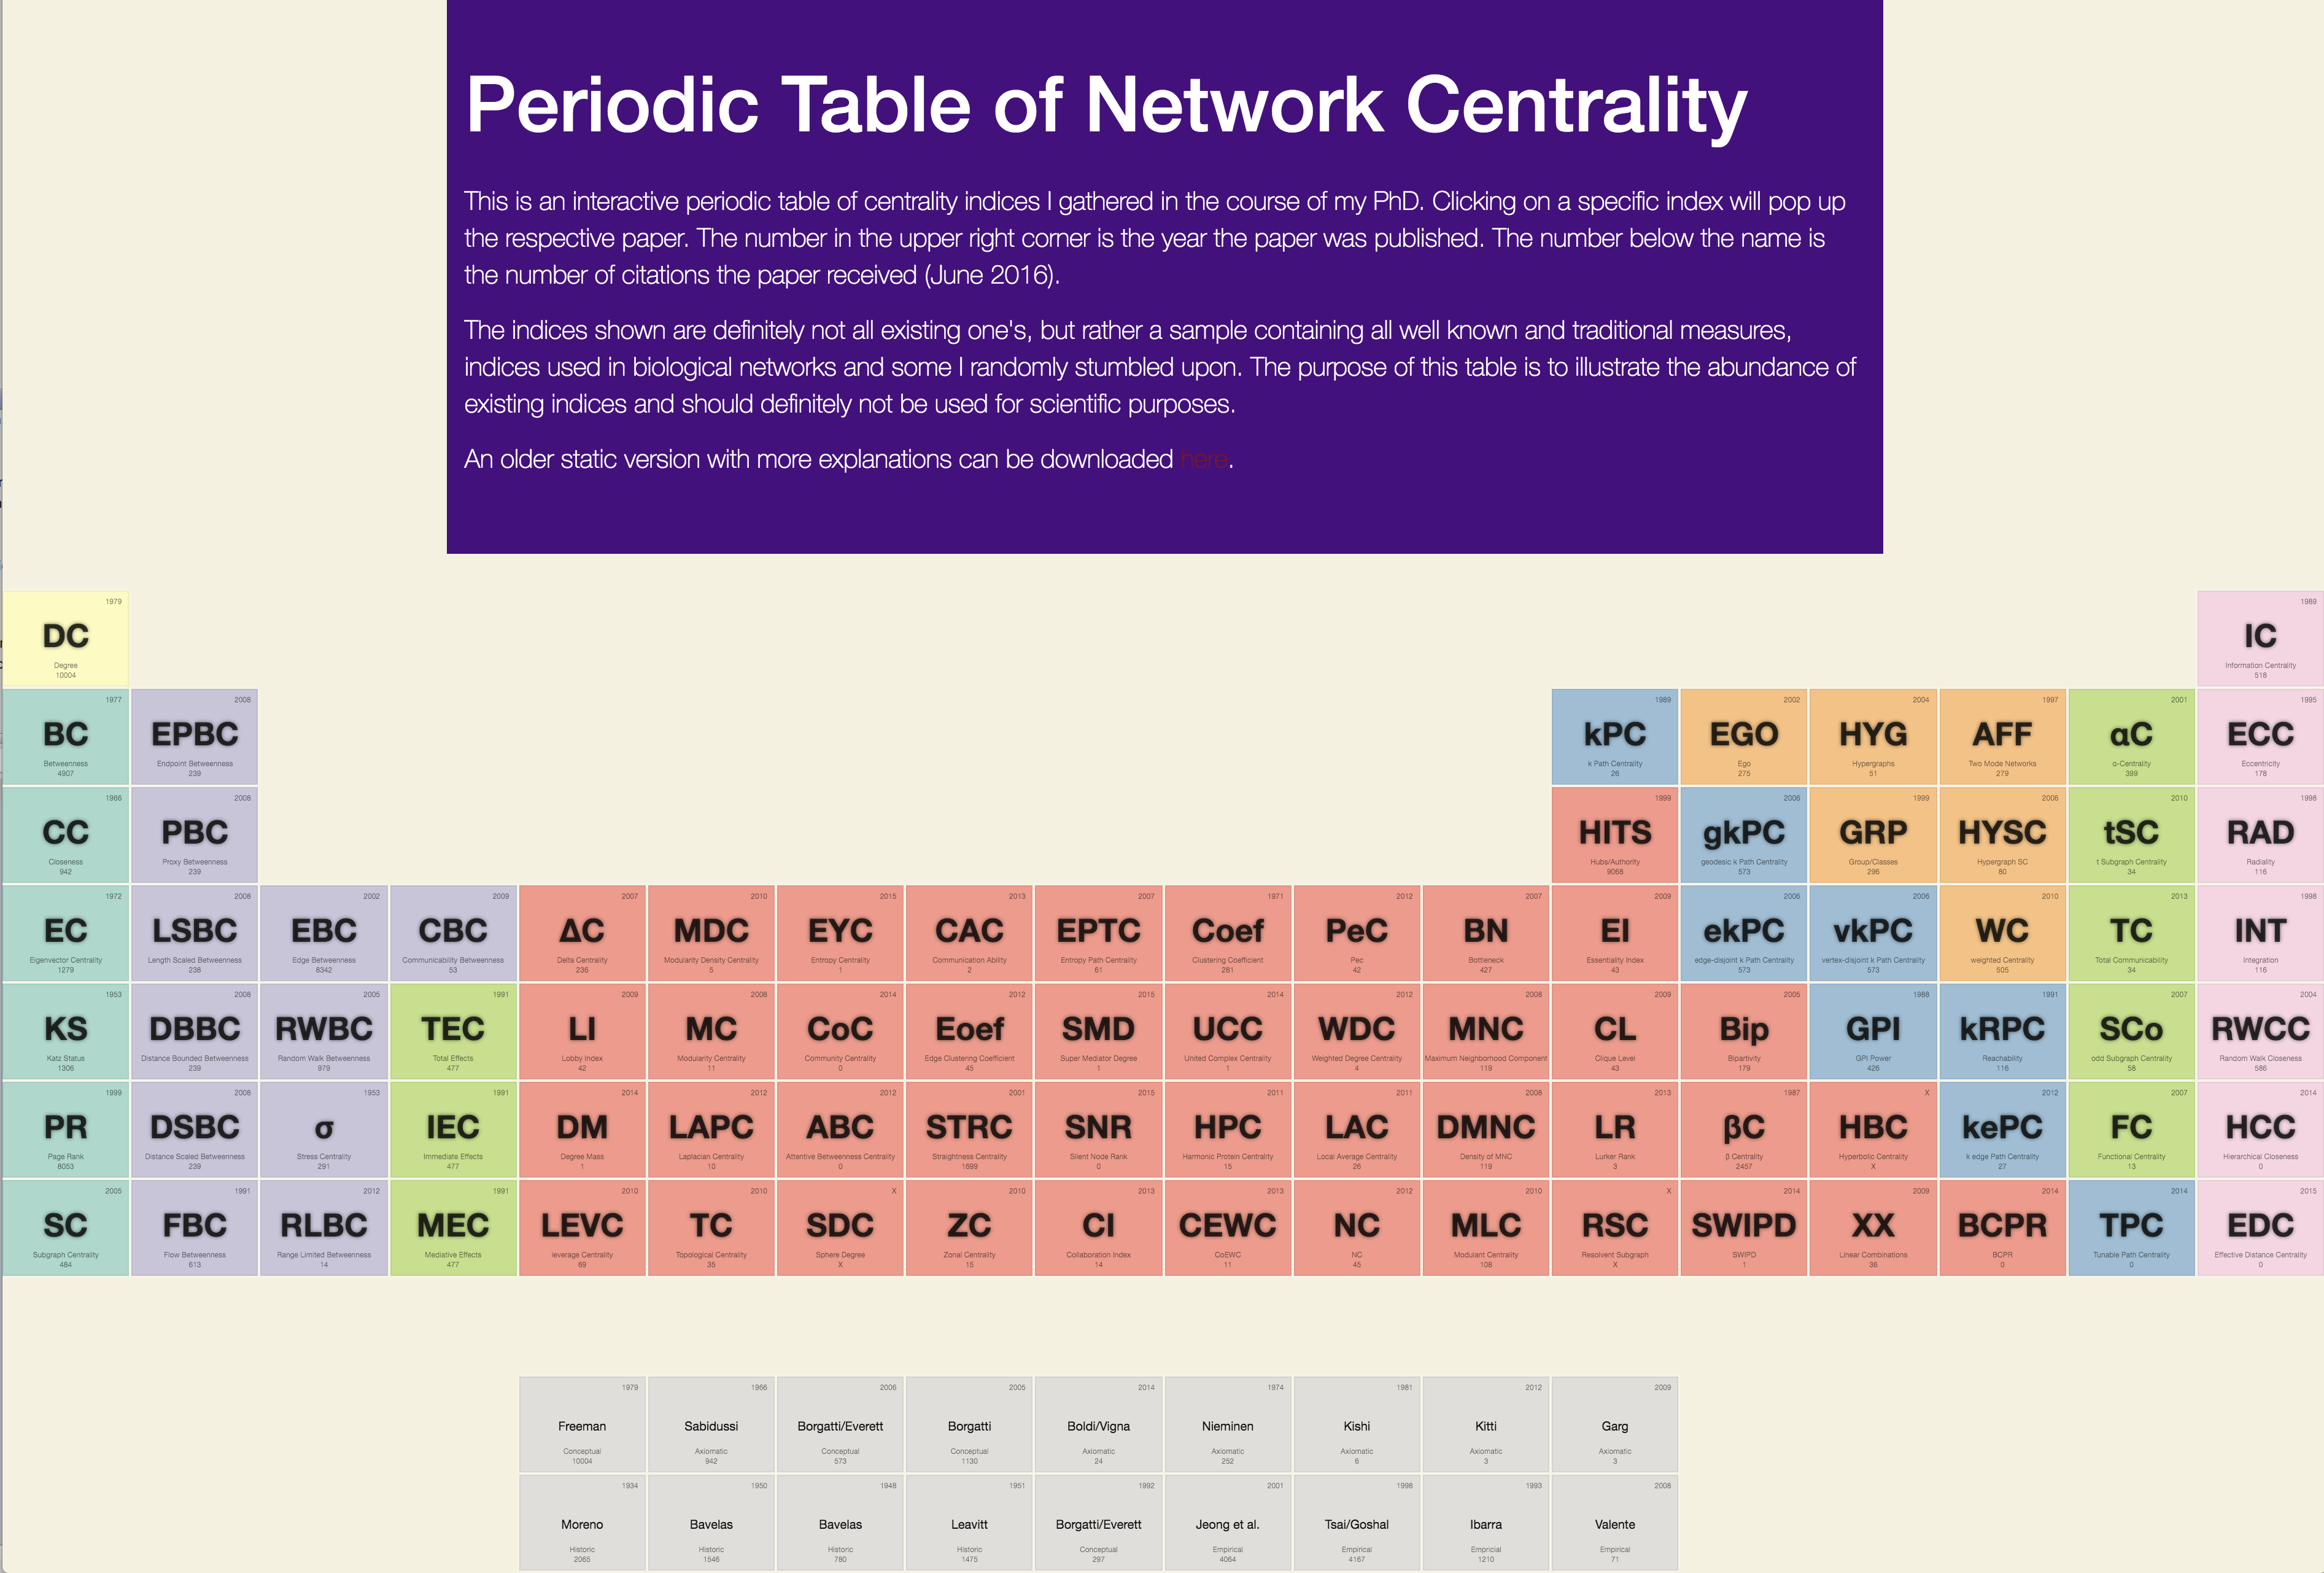 Periodic Table of Network Centrality
This is an interactive periodic table of centrality indices I gathered in the course of my PhD. Clicking on a specific index will pop up
the respective paper. The number in the upper right corner is the year the paper was published. The number below the name is
the number of citations the paper received (June 2016).
The indices shown are definitely not all existing one's, but rather a sample containing all well known and traditional measures,
indices used in biological networks and some I randomly stumbled upon. The purpose of this table is to illustrate the abundance of
existing indices and should definitely not be used for scientific purposes.
An older static version with more explanations can be downloaded here.
1979
DC
Degree
10004
1989
IC
Information Centrality
518
1977
BC
Betweenness
4907
2008
EPBC
Endpoint Betweenness
239
1989
kPC
k Path Centrality
26
2002
EGO
Ego
275
2004
HYG
Hypergraphs
51
1997
AFF
Two Mode Networks
279
2001
αC
α-Centrality
399
1995
ECC
Eccentricity
178
1966
CC
Closeness
942
2008
PBC
Proxy Betweenness
239
1999
HITS
Hubs/Authority
9068
2006
gkPC
geodesic k Path Centrality
573
1999
GRP
Group/Classes
296
2006
HYSC
Hypergraph SC
80
2010
tSC
t Subgraph Centrality
34
1998
RAD
Radiality
116
1972
EC
Eigenvector Centrality
1279
2008
LSBC
Length Scaled Betweenness
238
2002
EBC
Edge Betweenness
8342
2009
CBC
Communicability Betweenness
53
2007
ΔC
Delta Centrality
236
2010
MDC
Modularity Density Centrality
5
2015
EYC
Entropy Centrality
1
2013
CAC
Communication Ability
2
2007
EPTC
Entropy Path Centrality
61
1971
Coef
Clustering Coefficient
281
2012
PeC
Pec
42
2007
BN
Bottleneck
427
2009
EI
Essentiality Index
43
2006
ekPC
edge-disjoint k Path Centrality
573
2006
vkPC
vertex-disjoint k Path Centrality
573
2010
WC
weighted Centrality
505
2013
TC
Total Communicability
34
1998
INT
Integration
116
1953
KS
Katz Status
1306
2008
DBBC
Distance Bounded Betweenness
239
2005
RWBC
Random Walk Betweenness
979
1991
TEC
Total Effects
477
2009
LI
Lobby Index
42
2008
MC
Modularity Centrality
11
2014
CoC
Community Centrality
0
2012
Eoef
Edge Clustering Coefficient
45
2015
SMD
Super Mediator Degree
1
2014
UCC
United Complex Centrality
1
2012
WDC
Weighted Degree Centrality
4
2008
MNC
Maximum Neighborhood Component
119
2009
CL
Clique Level
43
2005
Bip
Bipartivity
179
1988
GPI
GPI Power
426
1991
kRPC
Reachability
116
2007
SCo
odd Subgraph Centrality
58
2004
RWCC
Random Walk Closeness
586
1999
PR
Page Rank
8053
2008
DSBC
Distance Scaled Betweenness
239
1953
σ
Stress Centrality
291
1991
IEC
Immediate Effects
477
2014
DM
Degree Mass
1
2012
LAPC
Laplacian Centrality
10
2012
ABC
Attentive Betweenness Centrality
0
2001
STRC
Straightness Centrality
1699
2015
SNR
Silent Node Rank
0
2011
HPC
Harmonic Protein Centrality
15
2011
LAC
Local Average Centrality
26
2008
DMNC
Density of MNC
119
2013
LR
Lurker Rank
3
1987
βC
β Centrality
2457
X
HBC
Hyperbolic Centrality
X
2012
kePC
k edge Path Centrality
27
2007
FC
Functional Centrality
13
2014
HCC
Hierarchical Closeness
0
2005
SC
Subgraph Centrality
484
1991
FBC
Flow Betweenness
613
2012
RLBC
Range Limited Betweenness
14
1991
MEC
Mediative Effects
477
2010
LEVC
leverage Centrality
69
2010
TC
Topological Centrality
35
X
SDC
Sphere Degree
X
2010
ZC
Zonal Centrality
15
2013
CI
Collaboration Index
14
2013
CEWC
CoEWC
11
2012
NC
NC
45
2010
MLC
Modulant Centrality
108
X
RSC
Resolvent Subgraph
X
2014
SWIPD
SWIPD
1
2009
XX
Linear Combinations
36
2014
BCPR
BCPR
0
2014
TPC
Tunable Path Centrality
0
2015
EDC
Effective Distance Centrality
0
1979
Freeman
Conceptual
10004
1966
Sabidussi
Axiomatic
942
2006
Borgatti/Everett
Conceptual
573
2005
Borgatti
Conceptual
1130
2014
Boldi/Vigna
Axiomatic
24
1974
Nieminen
Axiomatic
252
1981
Kishi
Axiomatic
6
2012
Kitti
Axiomatic
3
2009
Garg
Axiomatic
3
1934
Moreno
Historic
2065
1950
Bavelas
Historic
1546
1948
Bavelas
Historic
780
1951
Leavitt
Historic
1475
1992
Borgatti/Everett
Conceptual
297
2001
Jeong et al.
Empirical
4064
1998
Tsai/Goshal
Empirical
4167
1993
Ibarra
Empricial
1210
2008
Valente
Empirical
71